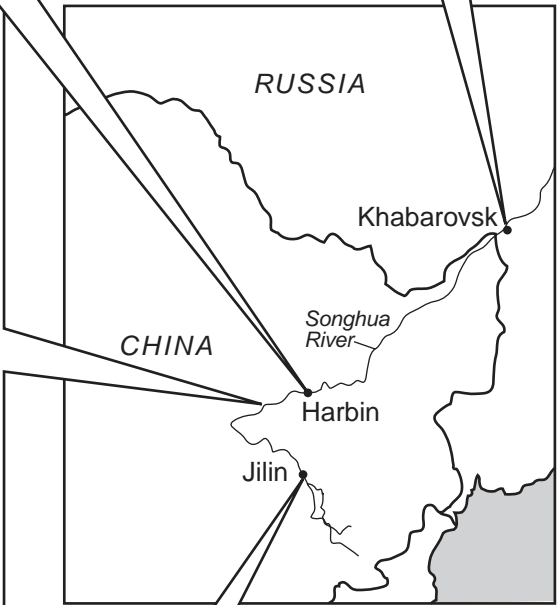 RUSSIA
Khabarovsk
Songhua
River
CHINA
Harbin
Jilin